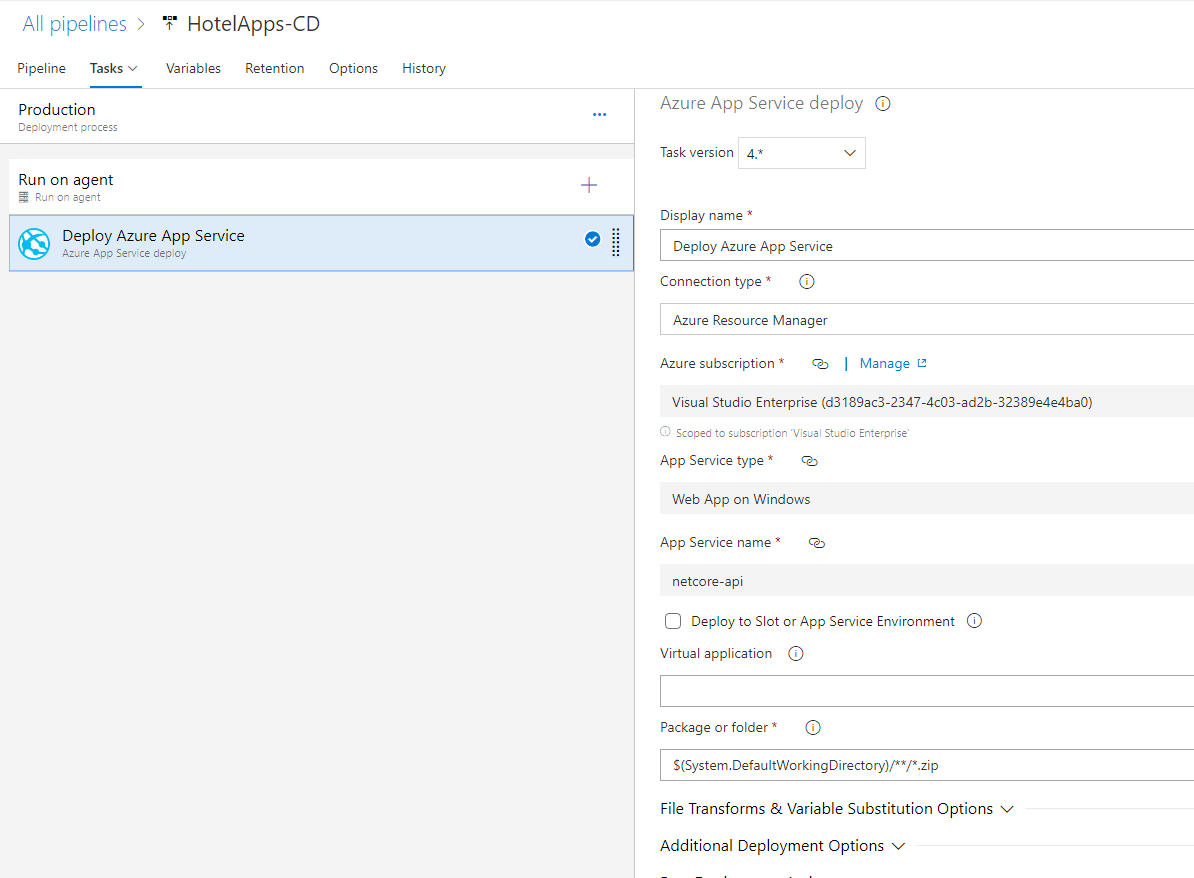 All pipelines > HotelApps-CD
Pipeline Tasks Variables Retention Options History
Production
Deployment process
...
Run on agent
Run on agent
Deploy Azure App Service
Azure App Service deploy
Azure App Service deploy
Task version 4.*
Display name *
Deploy Azure App Service
Connection type *
Azure Resource Manager
Azure subscription * | Manage
Visual Studio Enterprise (d3189ac3-2347-4c03-ad2b-32389e4e4ba0)
Scoped to subscription 'Visual Studio Enterprise'
App Service type *
Web App on Windows
App Service name *
netcore-api
Deploy to Slot or App Service Environment
Virtual application
Package or folder *
$(System.DefaultWorkingDirectory)/**/*.zip
File Transforms & Variable Substitution Options
Additional Deployment Options